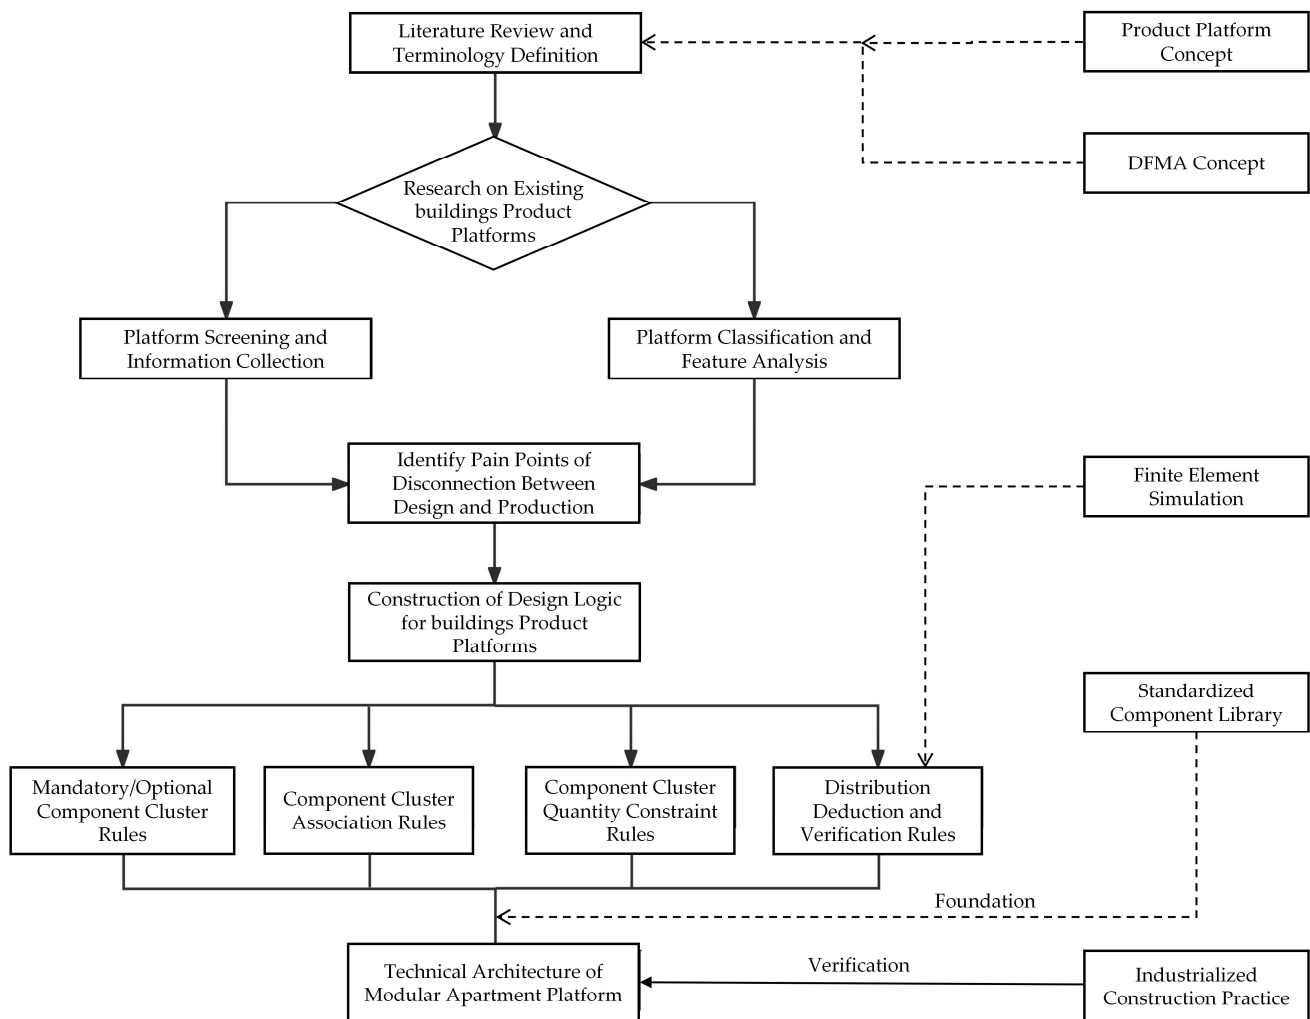 Literature Review and
Terminology Definition
Product Platform
Concept
DFMA Concept
Research on Existing
buildings Product
Platforms
Platform Screening and
Information Collection
Platform Classification and
Feature Analysis
Identify Pain Points of
Disconnection Between
Design and Production
Finite Element
Simulation
Construction of Design Logic
for buildings Product
Platforms
Standardized
Component Library
Mandatory/Optional
Component Cluster
Rules
Component Cluster
Association Rules
Component Cluster
Quantity Constraint
Rules
Distribution
Deduction and
Verification Rules
Foundation
Technical Architecture of
Modular Apartment Platform
Verification
Industrialized
Construction Practice